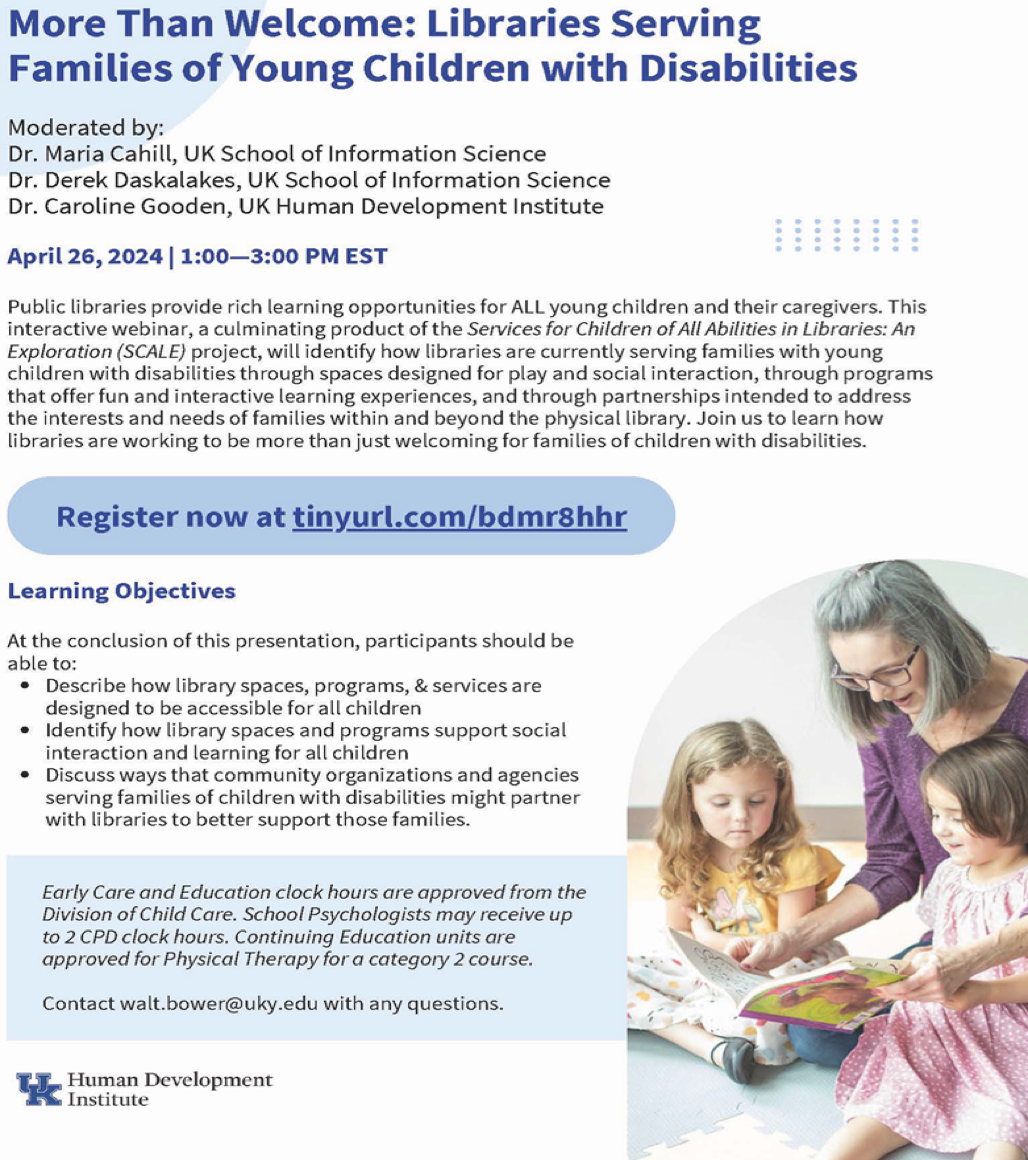 More Than Welcome: Libraries Serving
Families of Young Children with Disabilities
Moderated by:
Dr. Maria Cahill, UK School of Information Science
Dr. Derek Daskalakes, UK School of Information Science
Dr. Caroline Gooden, UK Human Development Institute
April 26, 2024 | 1:00—3:00 PM EST
Public libraries provide rich learning opportunities for ALL young children and their caregivers. This
interactive webinar, a culminating product of the Services for Children of All Abilities in Libraries: An
Exploration (SCALE) project, will identify how libraries are currently serving families with young
children with disabilities through spaces designed for play and social interaction, through programs
that offer fun and interactive learning experiences, and through partnerships intended to address
the interests and needs of families within and beyond the physical library. Join us to learn how
libraries are working to be more than just welcoming for families of children with disabilities.
Register now at tinyurl.com/bdmr8hhr
Learning Objectives
At the conclusion of this presentation, participants should be
able to:
• Describe how library spaces, programs, & services are
designed to be accessible for all children
• Identify how library spaces and programs support social
interaction and learning for all children
• Discuss ways that community organizations and agencies
serving families of children with disabilities might partner
with libraries to better support those families.
Early Care and Education clock hours are approved from the
Division of Child Care. School Psychologists may receive up
to 2 CPD clock hours. Continuing Education units are
approved for Physical Therapy for a category 2 course.
Contact walt.bower@uky.edu with any questions.
UK Human Development
Institute